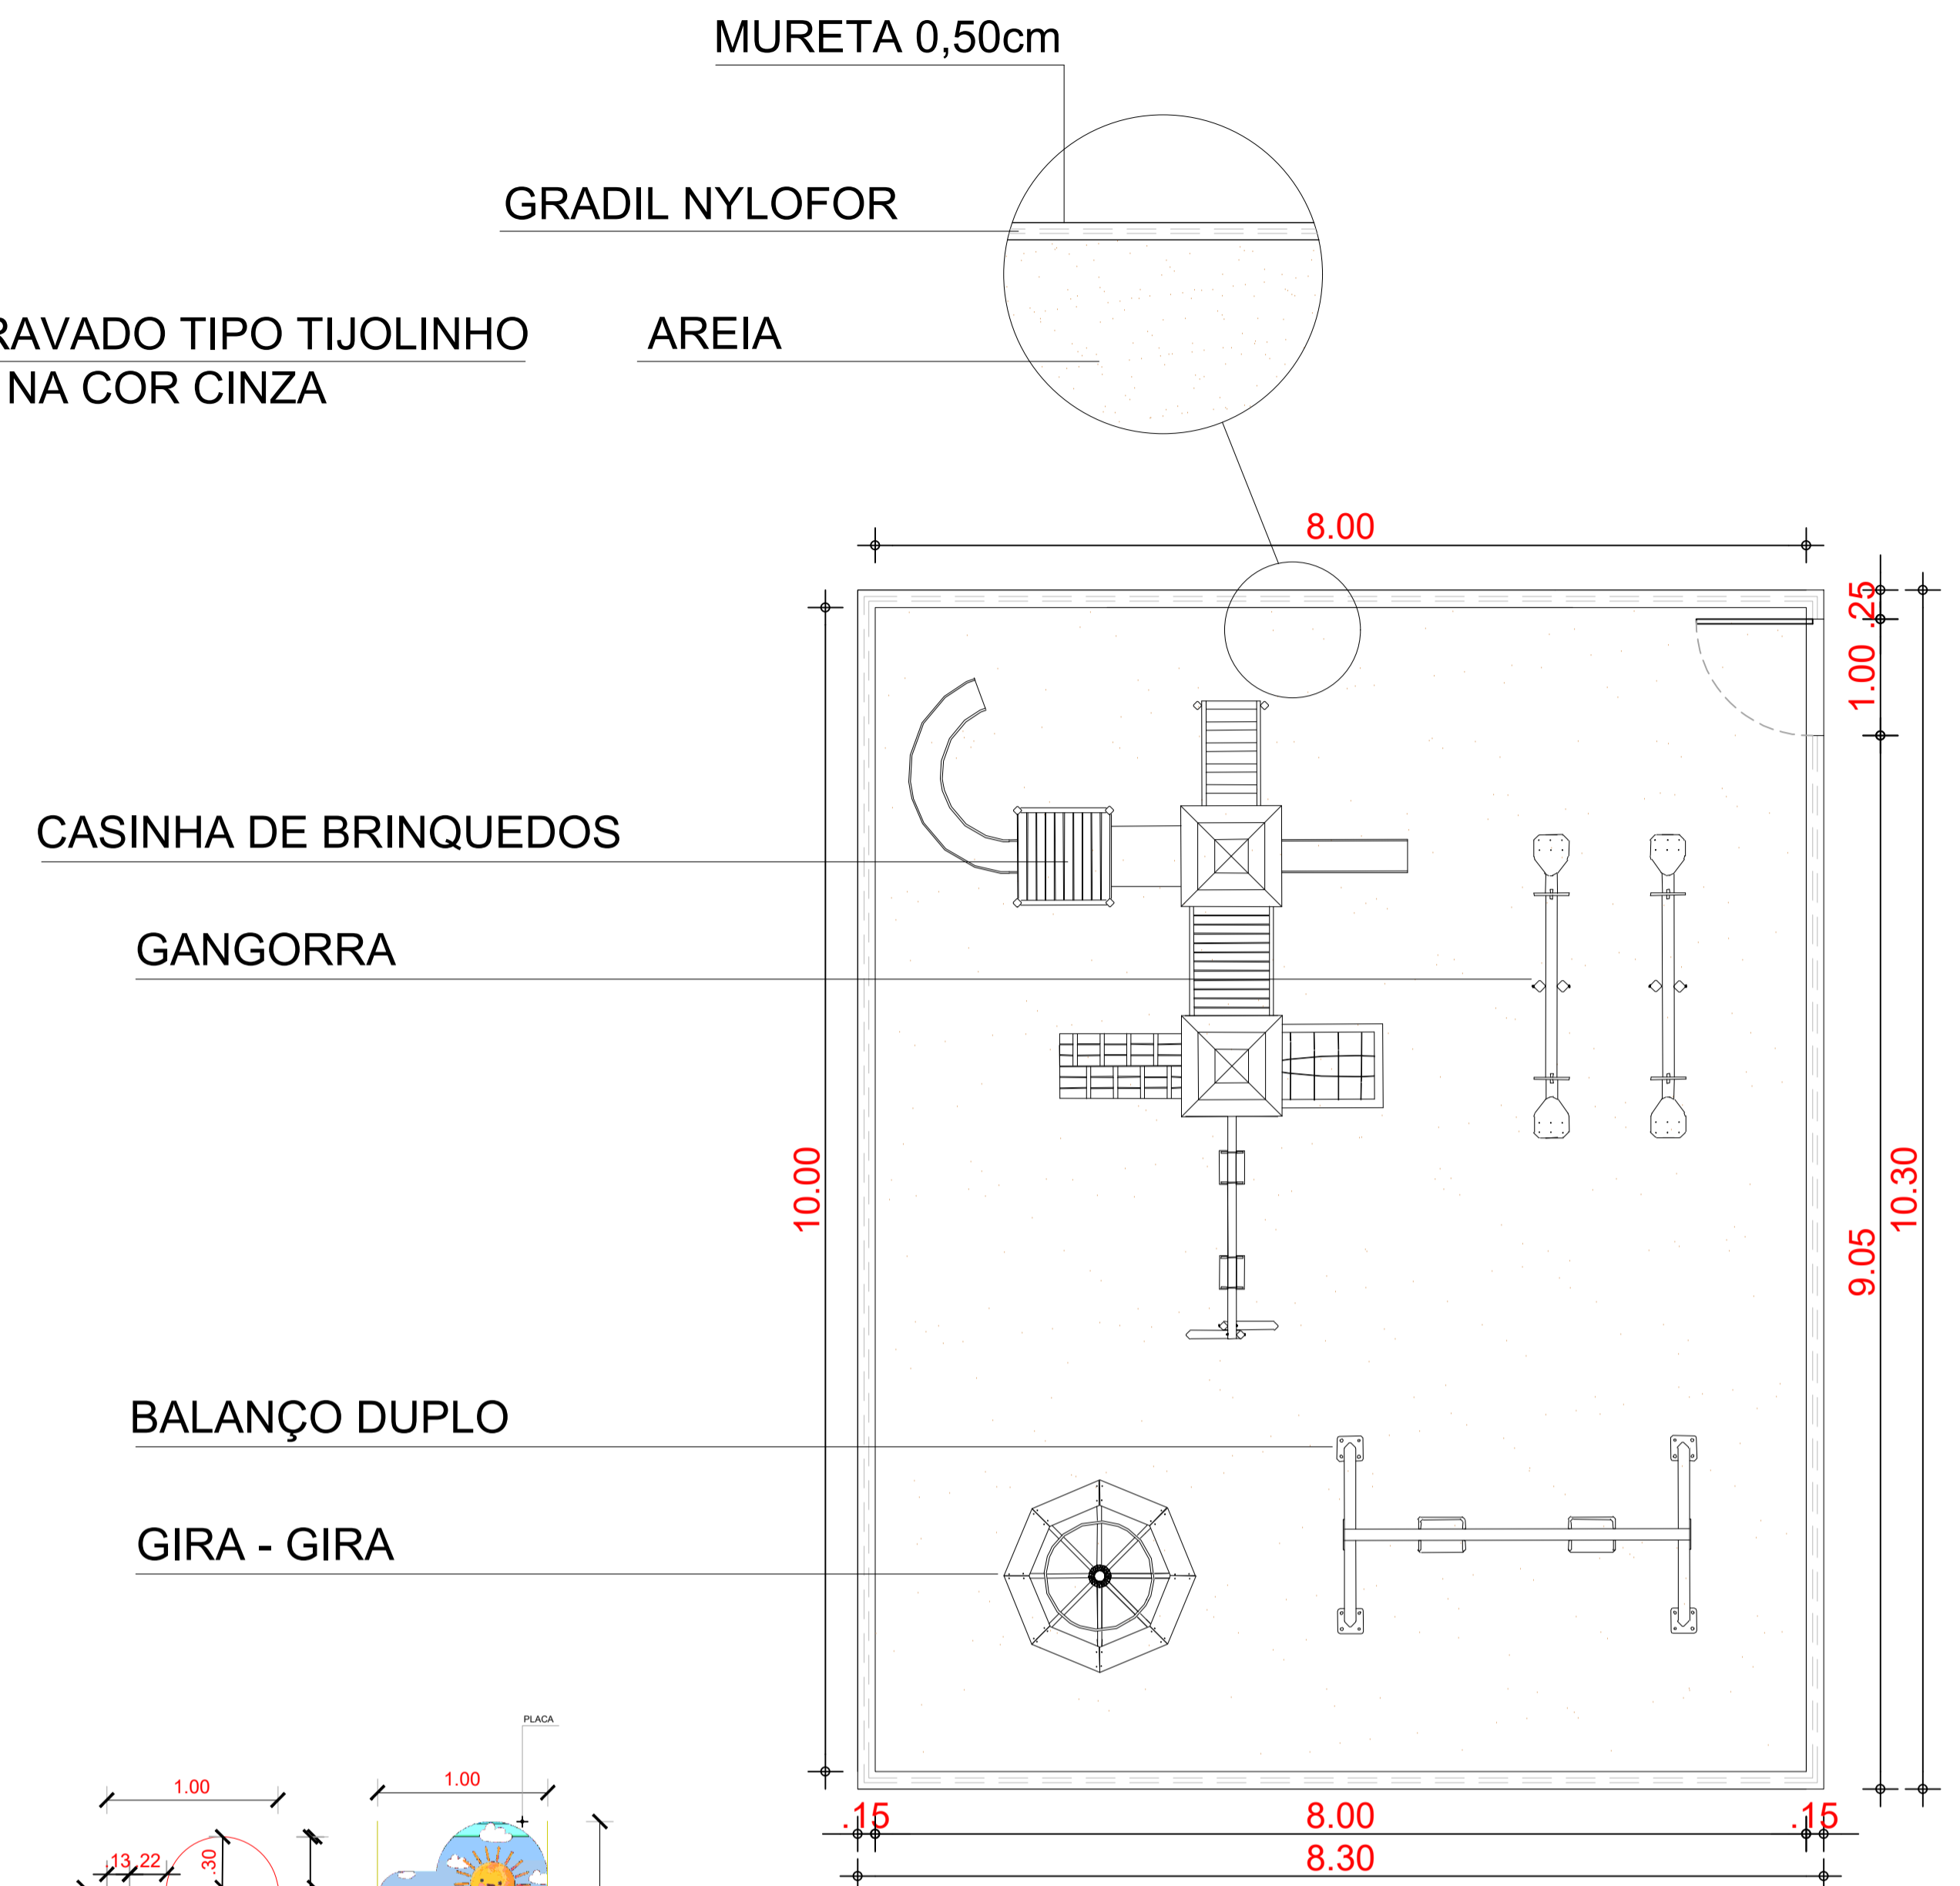 MURETA 0,50cm
GRADIL NYLOFOR
RAVADO TIPO TIJOLINHO
NA COR CINZA
AREIA
8.00
.25
1.00
CASINHA DE BRINQUEDOS
GANGORRA
10.00
10.30
9.05
BALANÇO DUPLO
GIRA - GIRA
PLACA
1.00
1.00
.15
8.00
.15
8.30
.13
.22
.30